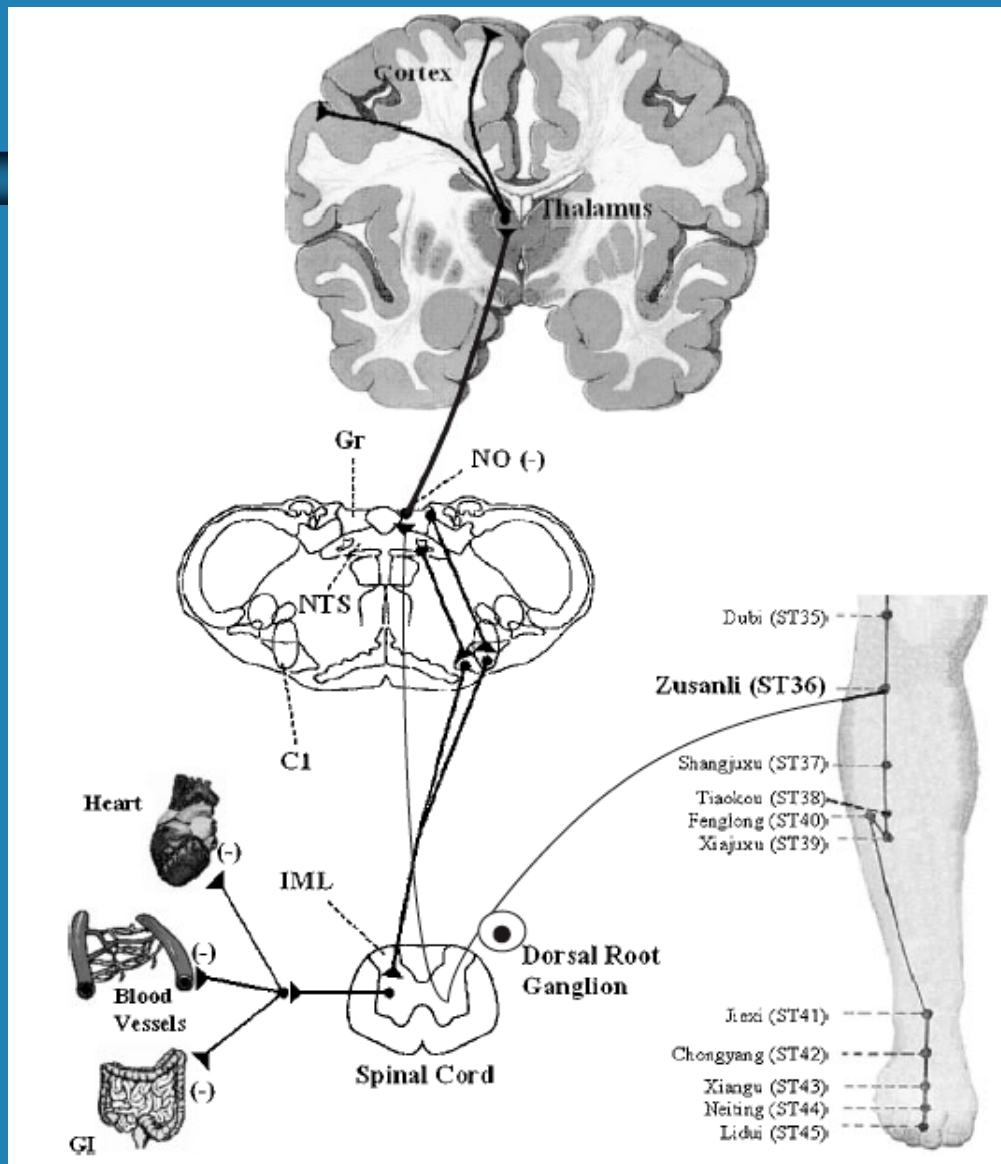 Cortex
Thalamus
Gr
NO (-)
NTS
C1
Dubi (ST35)
Zusanli (ST36)
Shangjuxu (ST37)
Tiaokou (ST38)
Fenglong (ST40)
Xiajuxu (ST39)
Heart
(-)
IML
(-)
Blood
Vessels
Dorsal Root
Ganglion
(-)
GI
Spinal Cord
Jiexi (ST41)
Chongyang (ST42)
Xiangu (ST43)
Neiting (ST44)
Lidui (ST45)